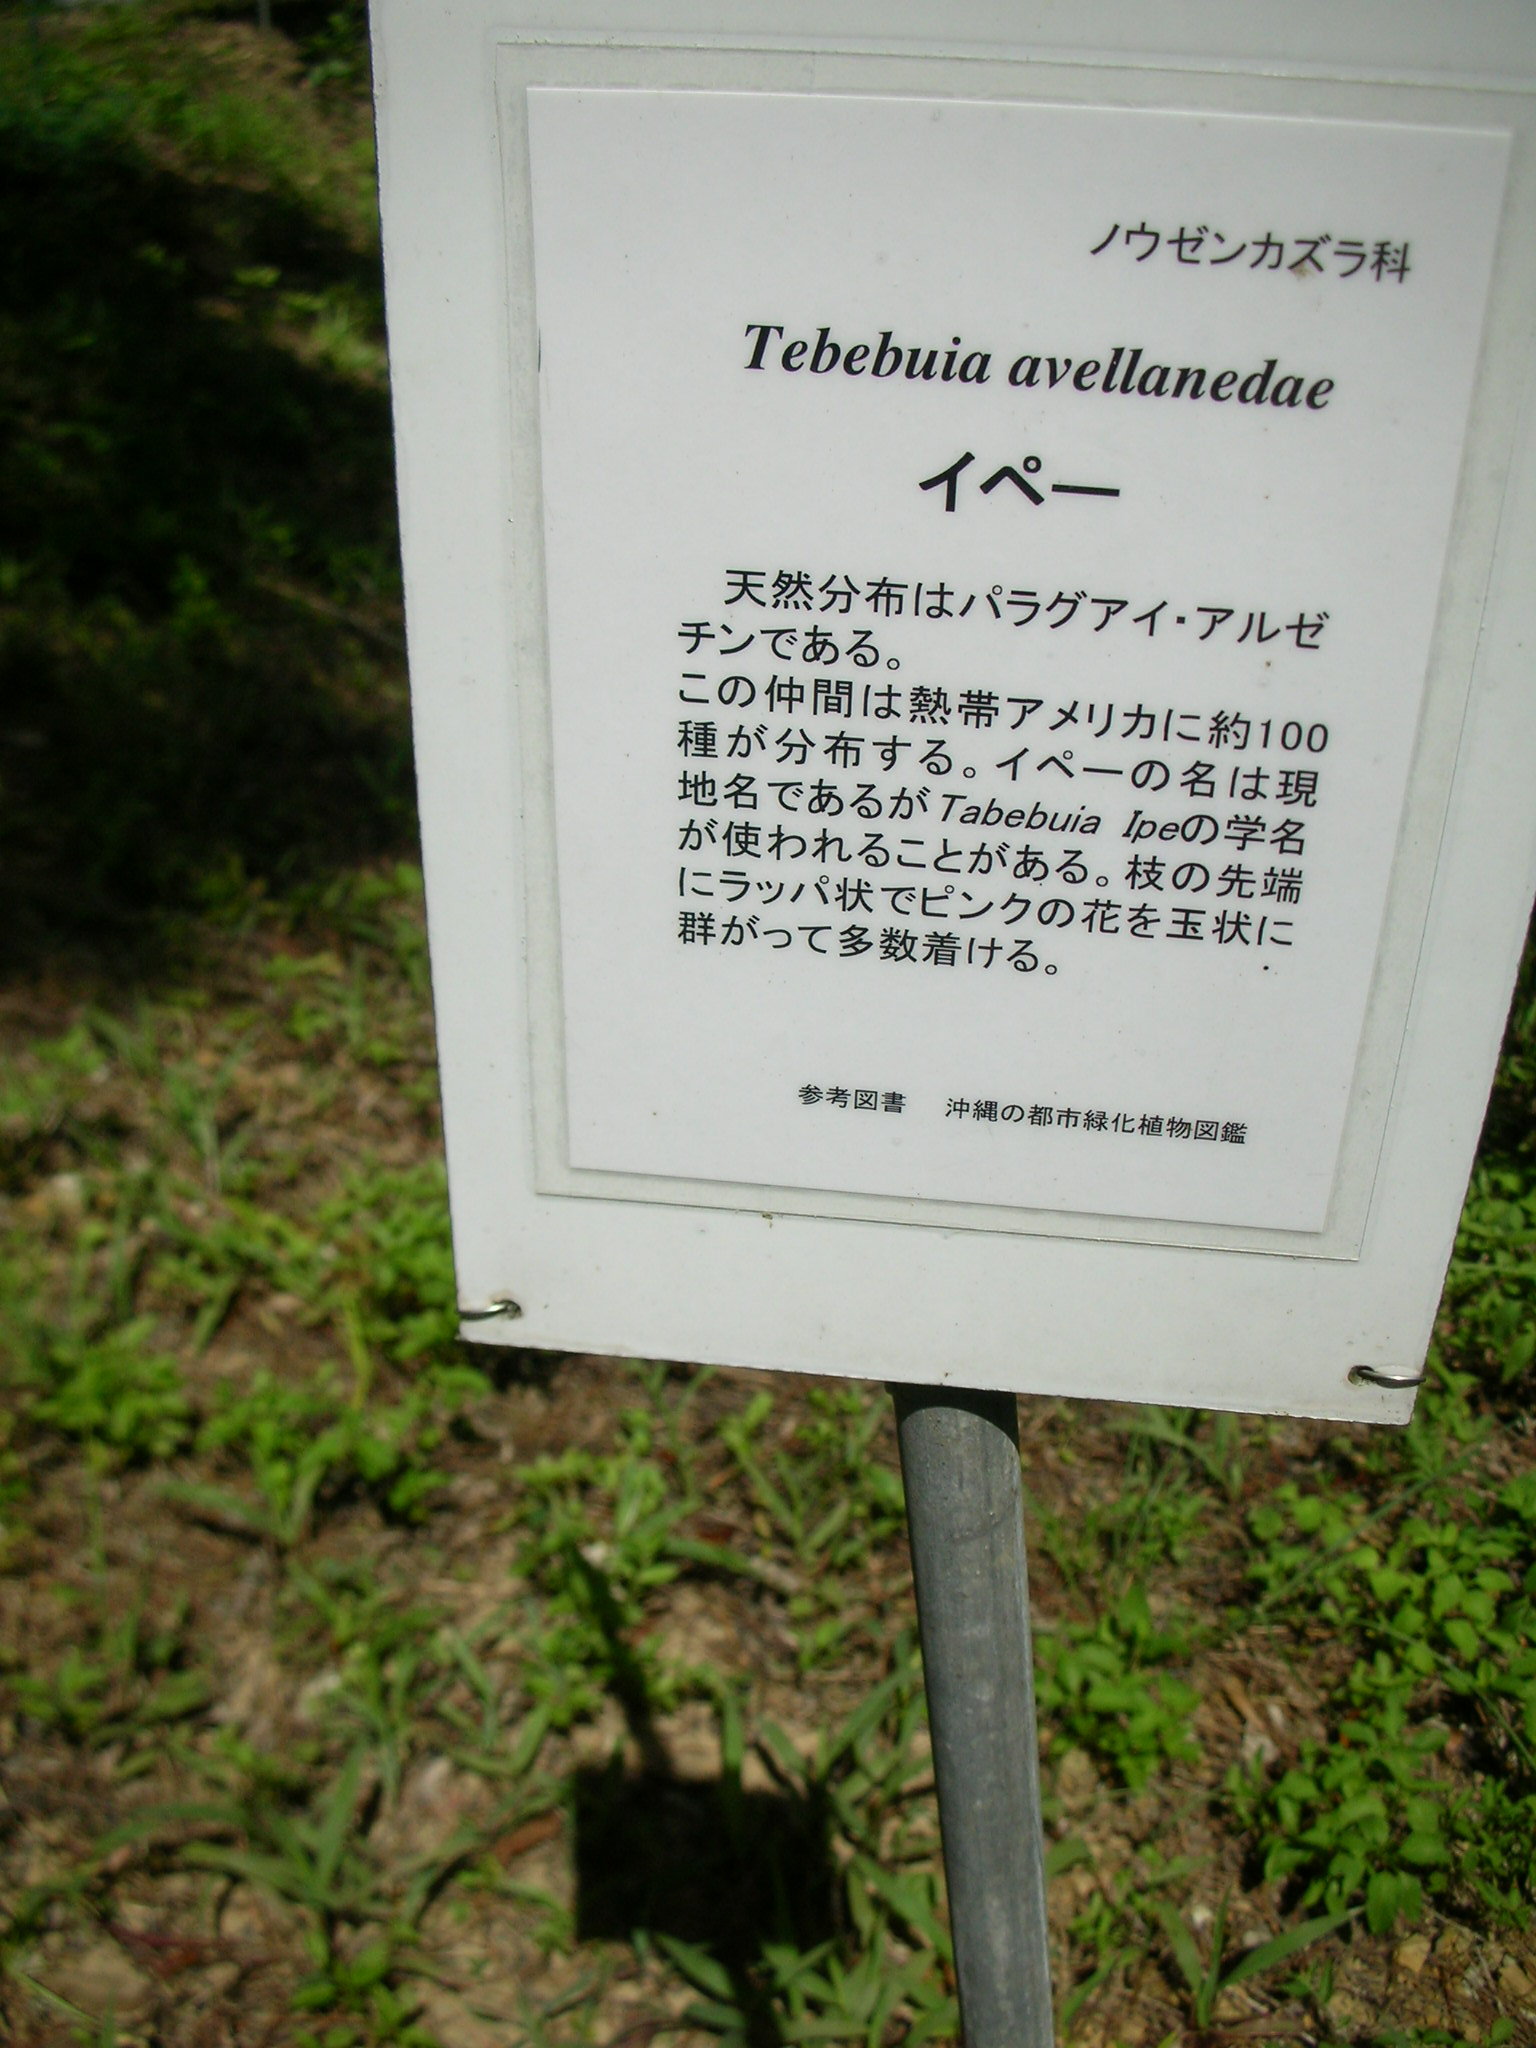 ノウゼンカズラ科
Tebebuia avellanedae
イペー
天然分布はパラグアイ・アルゼ
チンである。
この仲間は熱帯アメリカに約100
種が分布する。イペーの名は現
地名であるがTabebuia Ipeの学名
が使われることがある。枝の先端
にラッパ状でピンクの花を玉状に
群がって多数着ける。
参考図書 沖縄の都市緑化植物図鑑